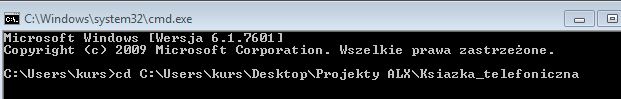 C:\Windows\system32\cmd.exe
Microsoft Windows [Wersja 6.1.7601]
Copyright (c) 2009 Microsoft Corporation. Wszelkie prawa zastrzeżone.
C:\Users\kurs>cd C:\Users\kurs\Desktop\Projekty ALX\Ksiazka_telefoniczna